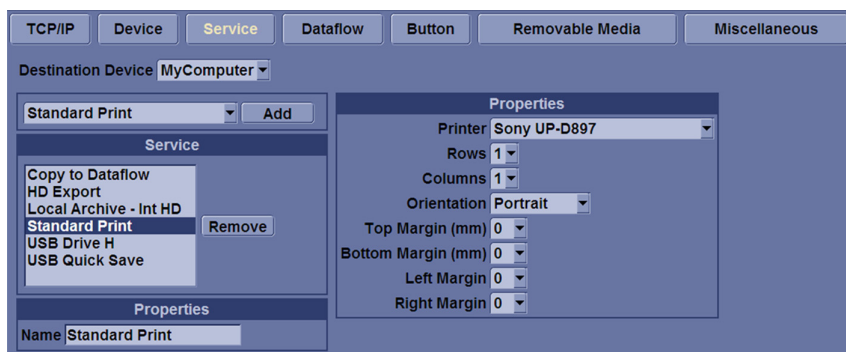 TCP/IP Device Service Dataflow Button Removable Media Miscellaneous
Destination Device MyComputer
Standard Print Add
Service
Copy to Dataflow
HD Export
Local Archive - Int HD
Standard Print
USB Drive H
USB Quick Save
Remove
Properties
Name Standard Print
Properties
Printer Sony UP-D897
Rows 1
Columns 1
Orientation Portrait
Top Margin (mm) 0
Bottom Margin (mm) 0
Left Margin 0
Right Margin 0